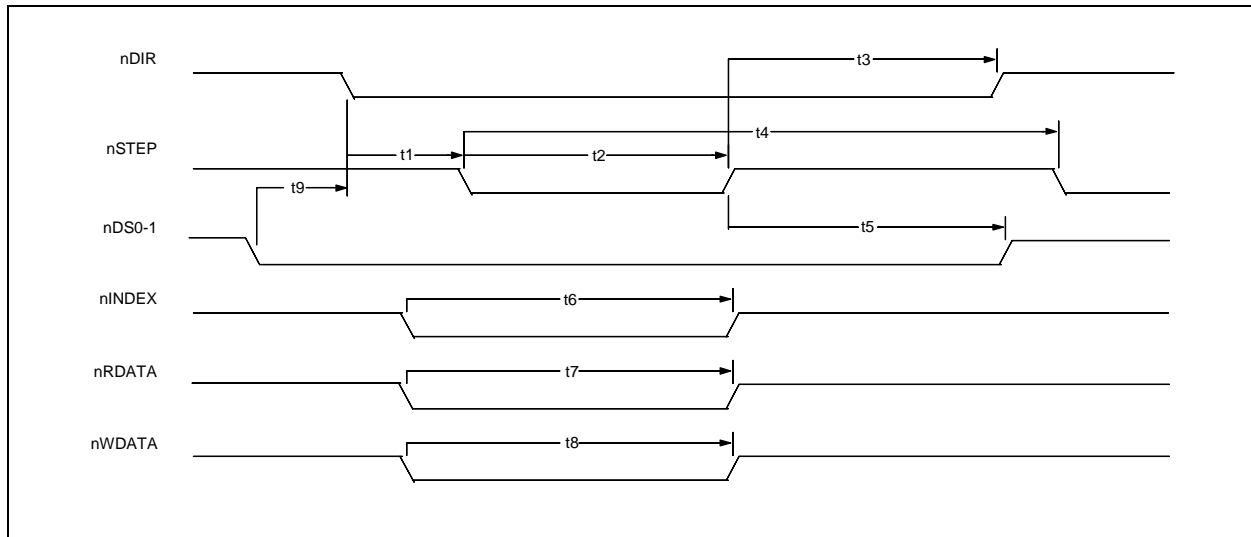 nDIR
t3
t4
nSTEP
t1
t2
t9
nDS0-1
t5
nINDEX
t6
nRDATA
t7
nWDATA
t8